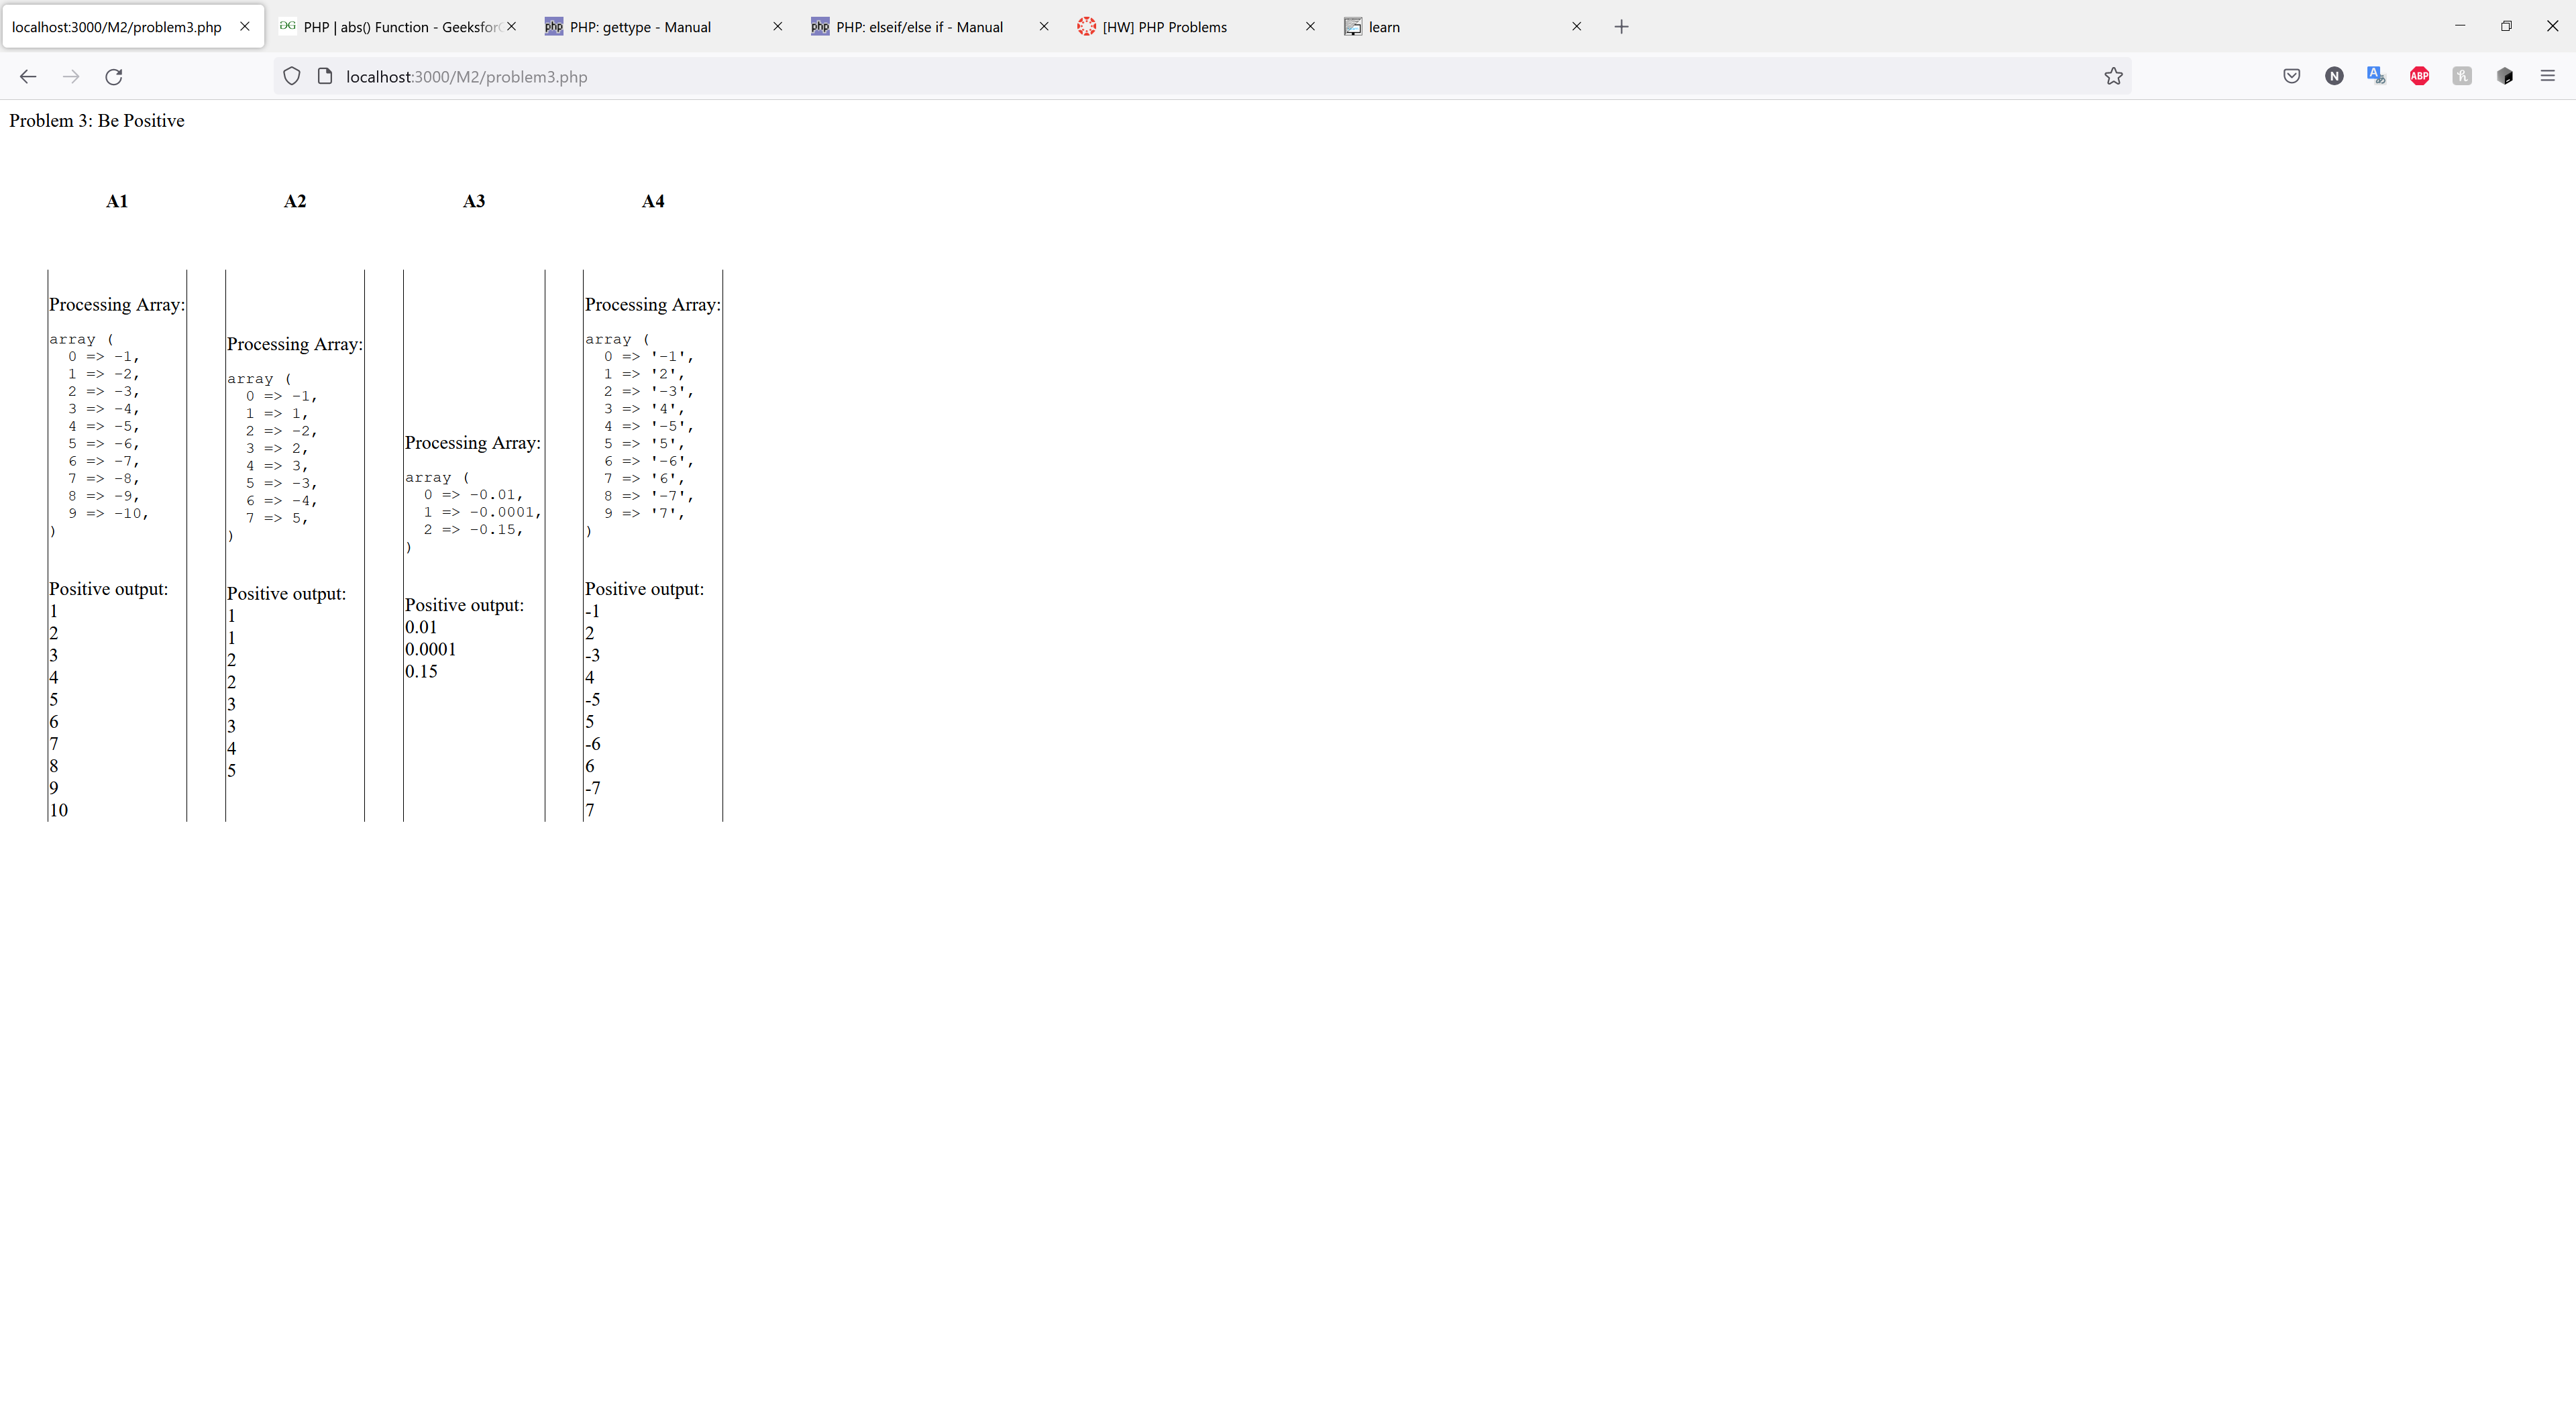 localhost:3000/M2/problem3.php
PHP | abs() Function - Geeksfor
php PHP: gettype - Manual
php PHP: elseif/else if - Manual
[HW] PHP Problems
learn
localhost:3000/M2/problem3.php
N
A
ABP
Problem 3: Be Positive
A1 A2 A3 A4
Processing Array:
array (
0 => -1,
1 => -2,
2 => -3,
3 => -4,
4 => -5,
5 => -6,
6 => -7,
7 => -8,
8 => -9,
9 => -10,
)
Positive output:
1
2
3
4
5
6
7
8
9
10
Processing Array:
array (
0 => -1,
1 => 1,
2 => -2,
3 => 2,
4 => 3,
5 => -3,
6 => -4,
7 => 5,
)
Positive output:
1
1
2
2
3
3
4
5
Processing Array:
array (
0 => -0.01,
1 => -0.0001,
2 => -0.15,
)
Positive output:
0.01
0.0001
0.15
Processing Array:
array (
0 => '-1',
1 => '2',
2 => '-3',
3 => '4',
4 => '-5',
5 => '5',
6 => '-6',
7 => '6',
8 => '-7',
9 => '7',
)
Positive output:
-1
2
-3
4
-5
5
-6
6
-7
7